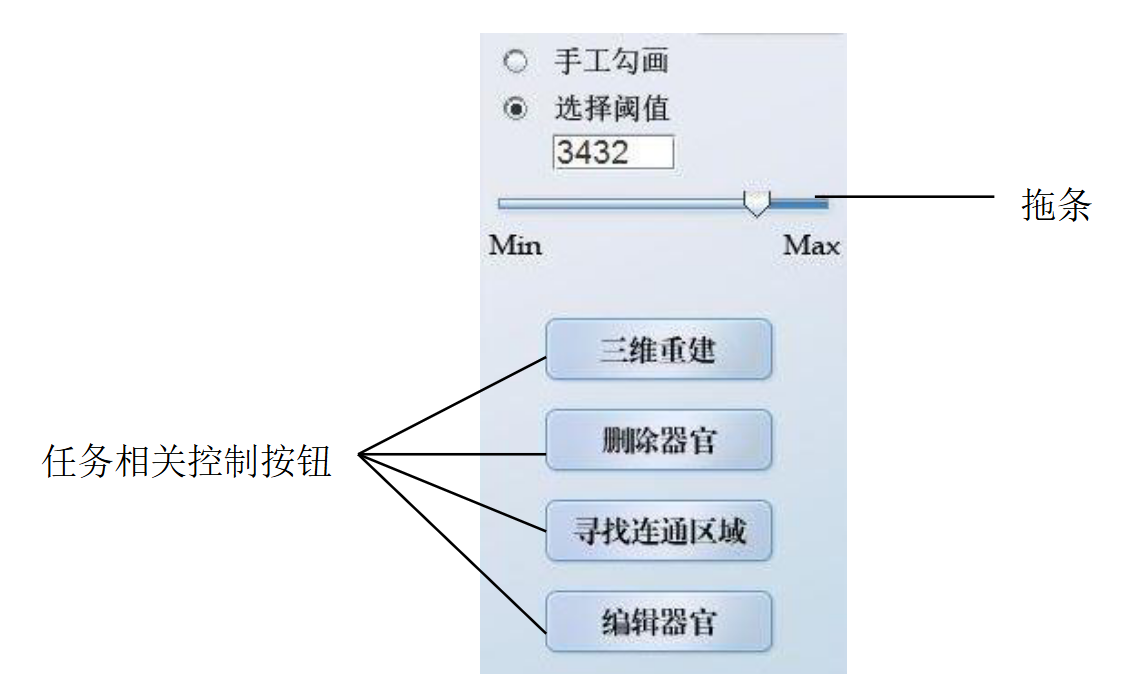 手工勾画
选择阈值
3432
拖条
Min
Max
三维重建
删除器官
任务相关控制按钮
寻找连通区域
编辑器官